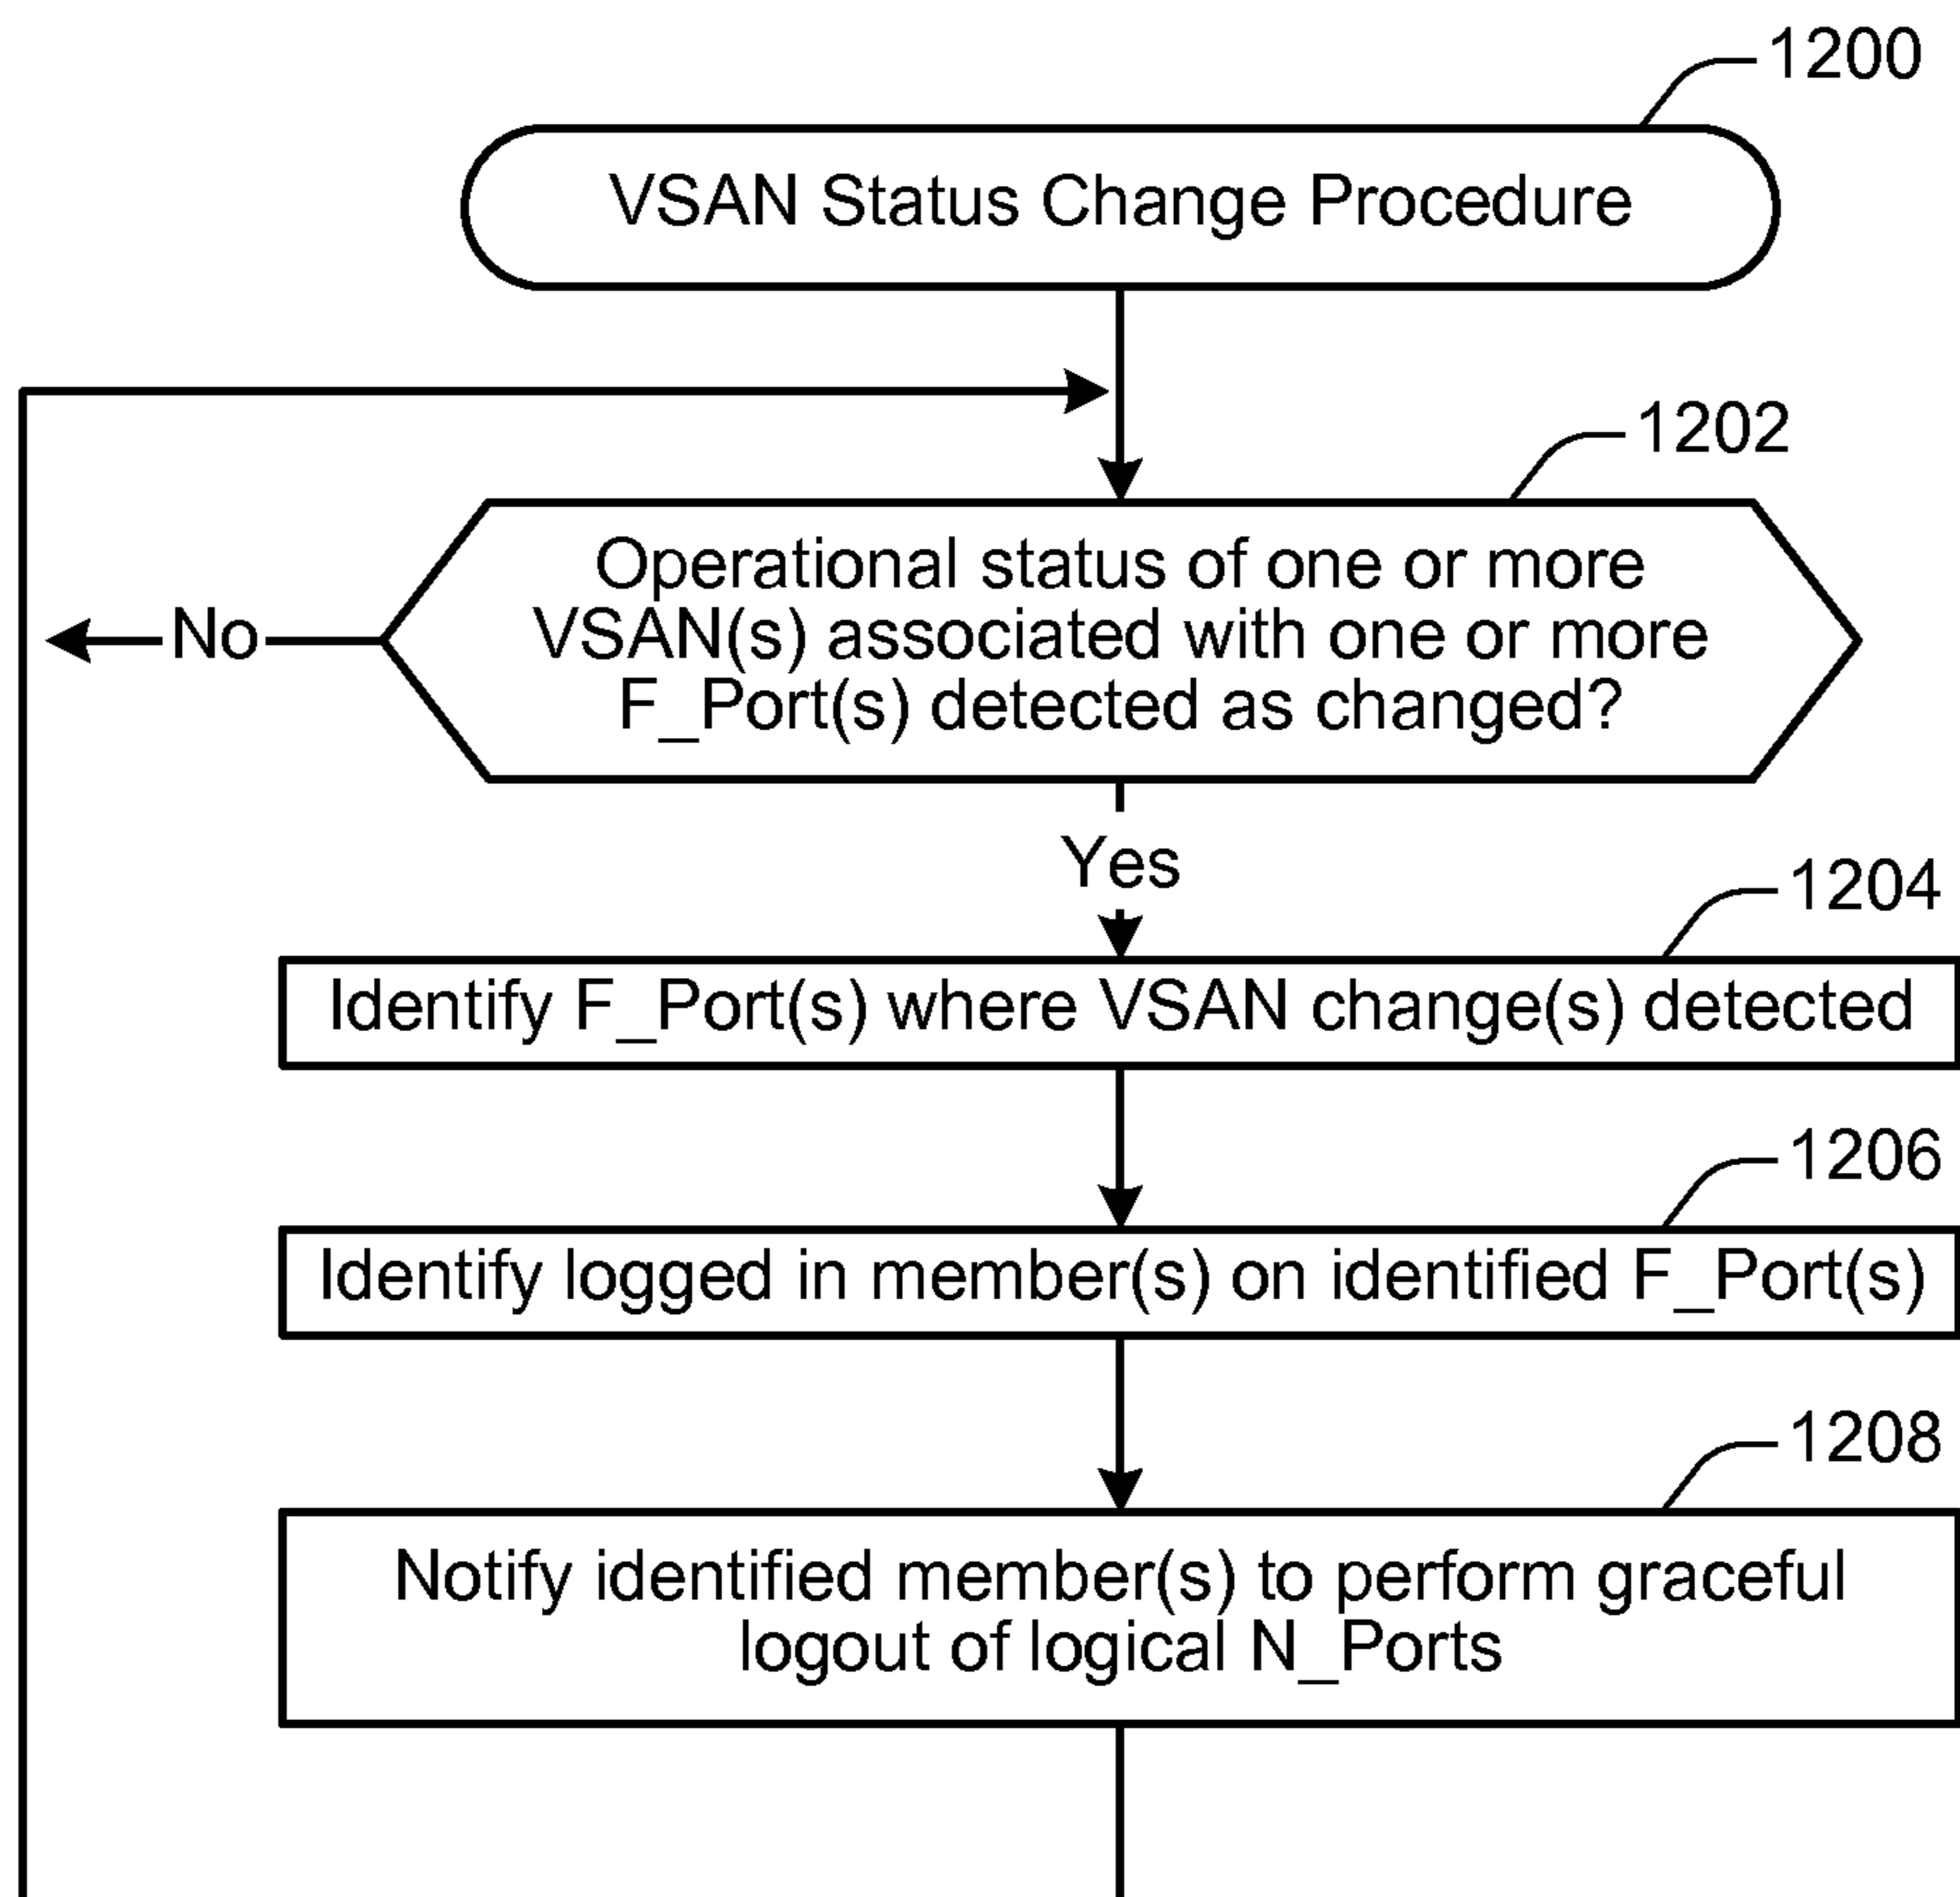 1200
VSAN Status Change Procedure
1202
Operational status of one or more
VSAN(s) associated with one or more
F_Port(s) detected as changed?
No
Yes
1204
Identify F_Port(s) where VSAN change(s) detected
1206
Identify logged in member(s) on identified F_Port(s)
1208
Notify identified member(s) to perform graceful
logout of logical N_Ports